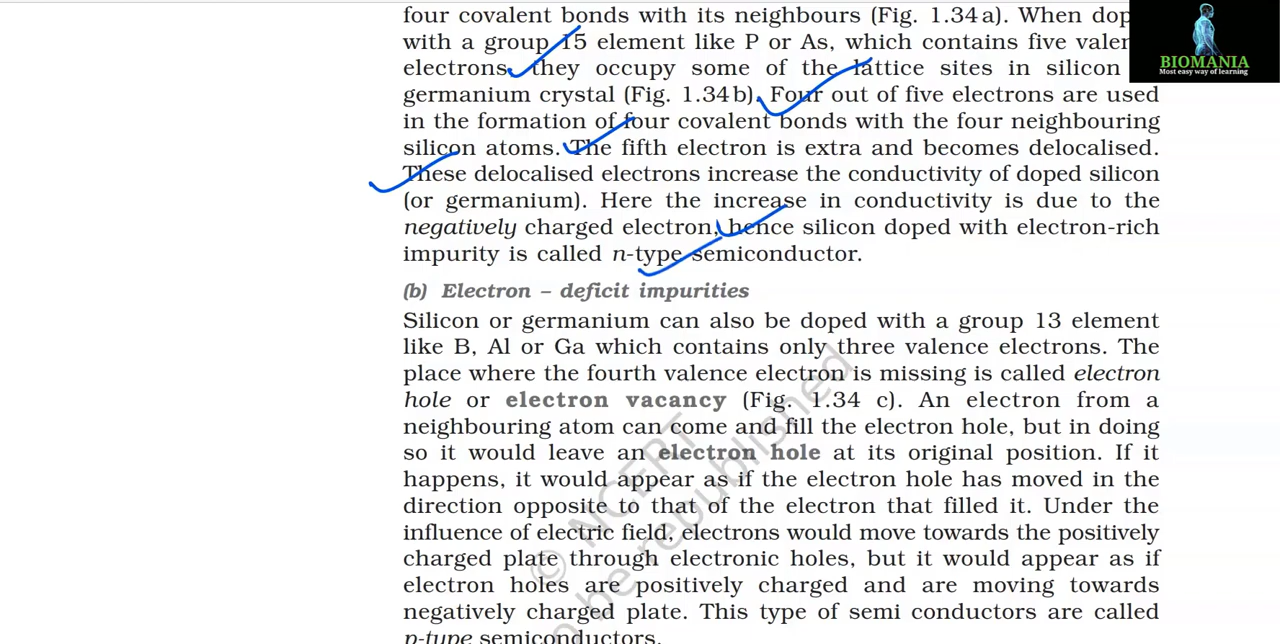 four covalent bonds with its neighbours (Fig. 1.34 a). When dop
with a group 15 element like P or As, which contains five valen
electrons, they occupy some of the lattice sites in silicon
germanium crystal (Fig. 1.34 b). Four out of five electrons are used
in the formation of four covalent bonds with the four neighbouring
silicon atoms. The fifth electron is extra and becomes delocalised.
These delocalised electrons increase the conductivity of doped silicon
(or germanium). Here the increase in conductivity is due to the
negatively charged electron, hence silicon doped with electron-rich
impurity is called n-type semiconductor.
(b) Electron – deficit impurities
Silicon or germanium can also be doped with a group 13 element
like B, Al or Ga which contains only three valence electrons. The
place where the fourth valence electron is missing is called electron
hole or electron vacancy (Fig. 1.34 c). An electron from a
neighbouring atom can come and fill the electron hole, but in doing
so it would leave an electron hole at its original position. If it
happens, it would appear as if the electron hole has moved in the
direction opposite to that of the electron that filled it. Under the
influence of electric field, electrons would move towards the positively
charged plate through electronic holes, but it would appear as if
electron holes are positively charged and are moving towards
negatively charged plate. This type of semi conductors are called
p-type semiconductors.
BIOMANIA
Most easy way of learning
© NCERT
o be republished